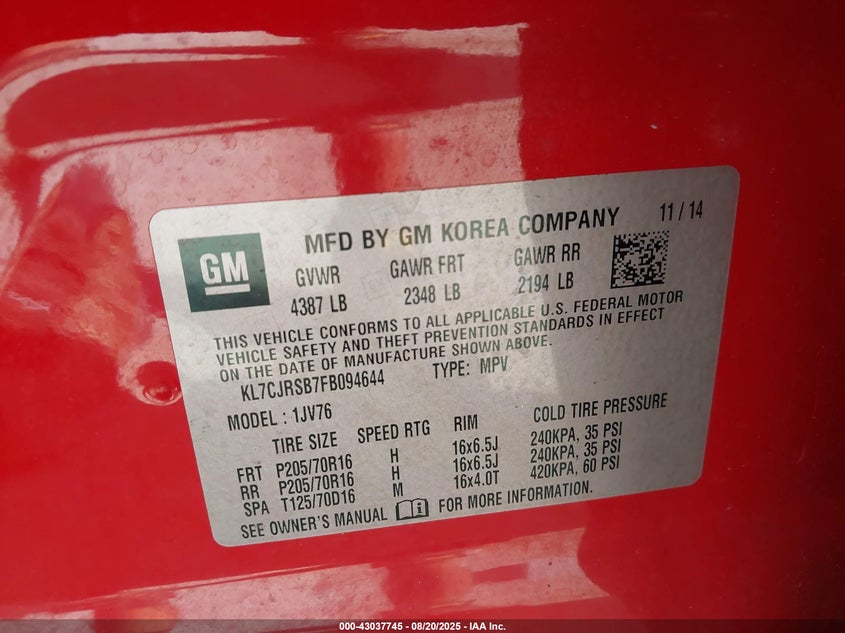 GM
MFD BY GM KOREA COMPANY 11 / 14
GVWR GAWR FRT GAWR RR
4387 LB 2348 LB 2194 LB
THIS VEHICLE CONFORMS TO ALL APPLICABLE U.S. FEDERAL MOTOR
VEHICLE SAFETY AND THEFT PREVENTION STANDARDS IN EFFECT
ON THE DATE OF MANUFACTURE SHOWN ABOVE.
KL7CJRSB7FB094644 TYPE: MPV
MODEL : 1JV76
TIRE SIZE SPEED RTG RIM COLD TIRE PRESSURE
FRT P205/70R16 H 16x6.5J 240KPA, 35 PSI
RR P205/70R16 H 16x6.5J 240KPA, 35 PSI
SPA T125/70D16 M 16x4.0T 420KPA, 60 PSI
SEE OWNER'S MANUAL FOR MORE INFORMATION.
000-43037745 - 08/20/2025 - IAA Inc.